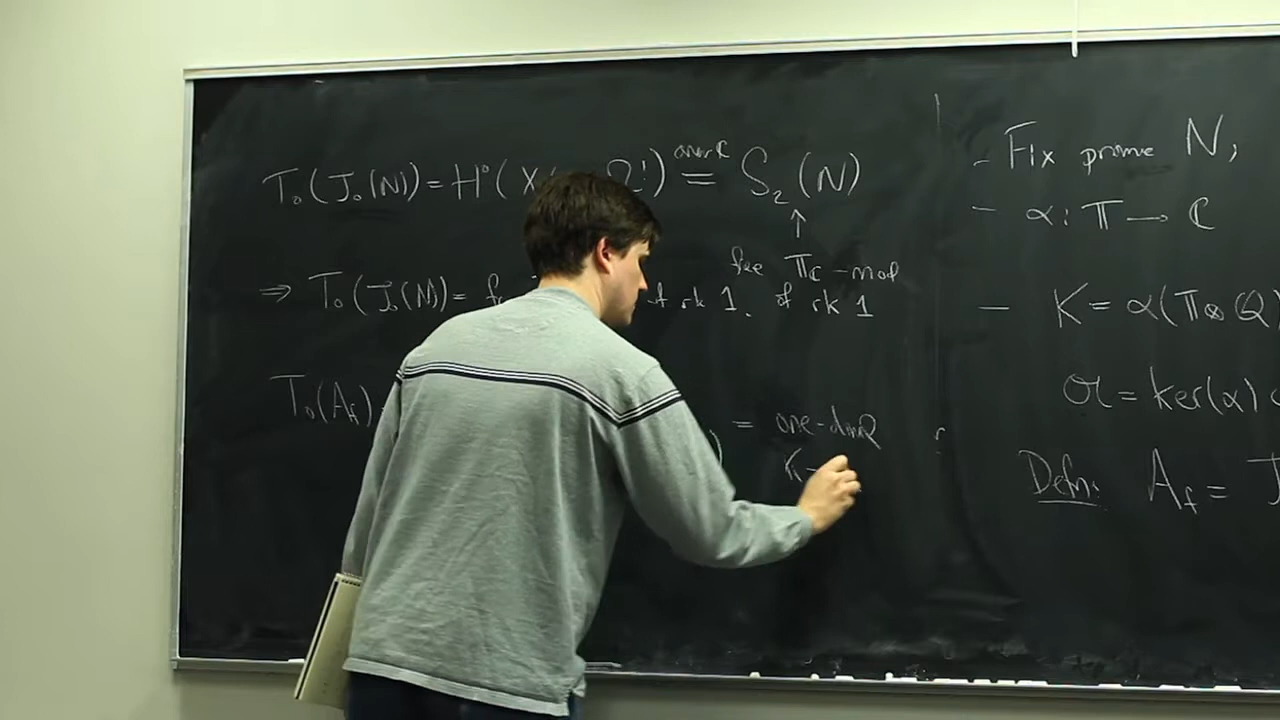 T₀(J₀(N)) = H⁰(X Ω¹) over ℂ = S₂(N)
↑
free 𝕋_ℂ-mod
of rk 1
⇒ T₀(J₀(N)) = of rk 1.
T₀(A_f) = one-dim'l
K-
- Fix prime N,
- α: 𝕋 → ℂ
- K = α(𝕋⊗ℚ)
𝔞 = ker(α)
Defn: A_f = J